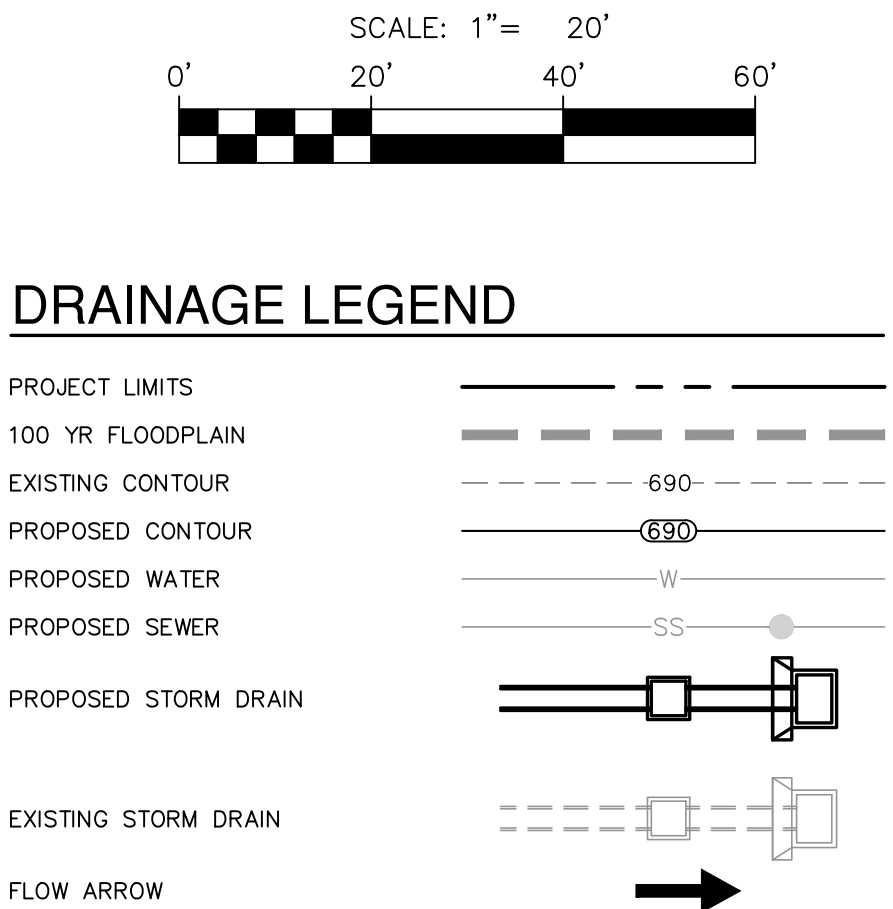 SCALE: 1"= 20'
0' 20' 40' 60'
DRAINAGE LEGEND
PROJECT LIMITS
100 YR FLOODPLAIN
EXISTING CONTOUR 690
PROPOSED CONTOUR 690
PROPOSED WATER W
PROPOSED SEWER SS
PROPOSED STORM DRAIN
EXISTING STORM DRAIN
FLOW ARROW